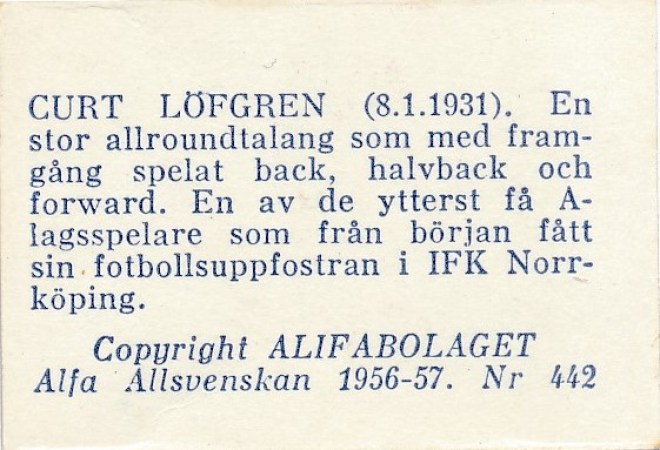 CURT LÖFGREN (8.1.1931). En
stor allroundtalang som med fram-
gång spelat back, halvback och
forward. En av de ytterst få A-
lagsspelare som från början fått
sin fotbollsuppfostran i IFK Norr-
köping.
Copyright ALIFABOLAGET
Alfa Allsvenskan 1956-57. Nr 442